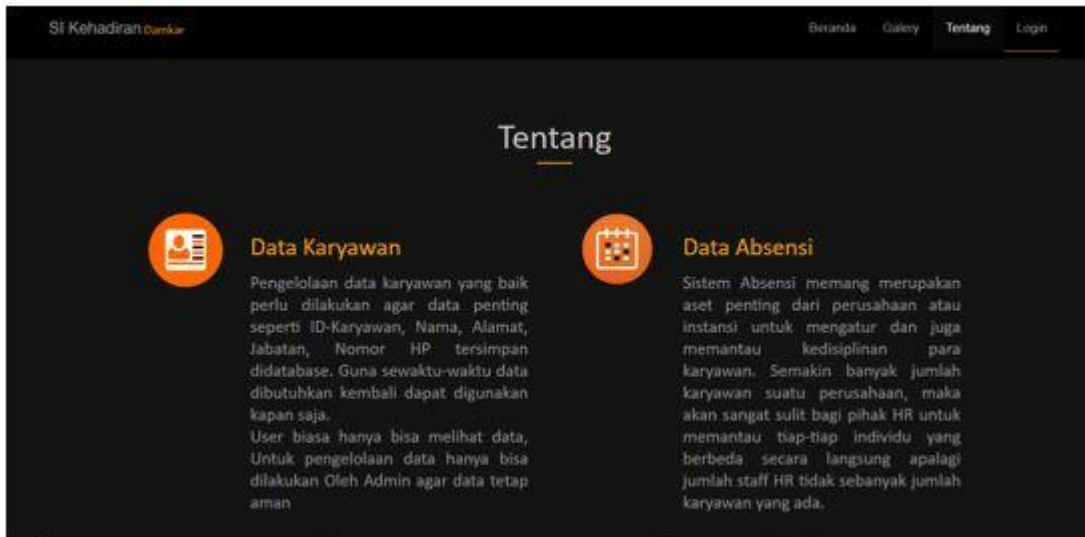 SI Kehadiran Damkar
Beranda Galery Tentang Login
Tentang
Data Karyawan
Pengelolaan data karyawan yang baik
perlu dilakukan agar data penting
seperti ID-Karyawan, Nama, Alamat,
Jabatan, Nomor HP tersimpan
didatabase. Guna sewaktu-waktu data
dibutuhkan kembali dapat digunakan
kapan saja.
User biasa hanya bisa melihat data,
Untuk pengelolaan data hanya bisa
dilakukan Oleh Admin agar data tetap
aman
Data Absensi
Sistem Absensi memang merupakan
aset penting dari perusahaan atau
instansi untuk mengatur dan juga
memantau kedisiplinan para
karyawan. Semakin banyak jumlah
karyawan suatu perusahaan, maka
akan sangat sulit bagi pihak HR untuk
memantau tiap-tiap individu yang
berbeda secara langsung apalagi
jumlah staff HR tidak sebanyak jumlah
karyawan yang ada.